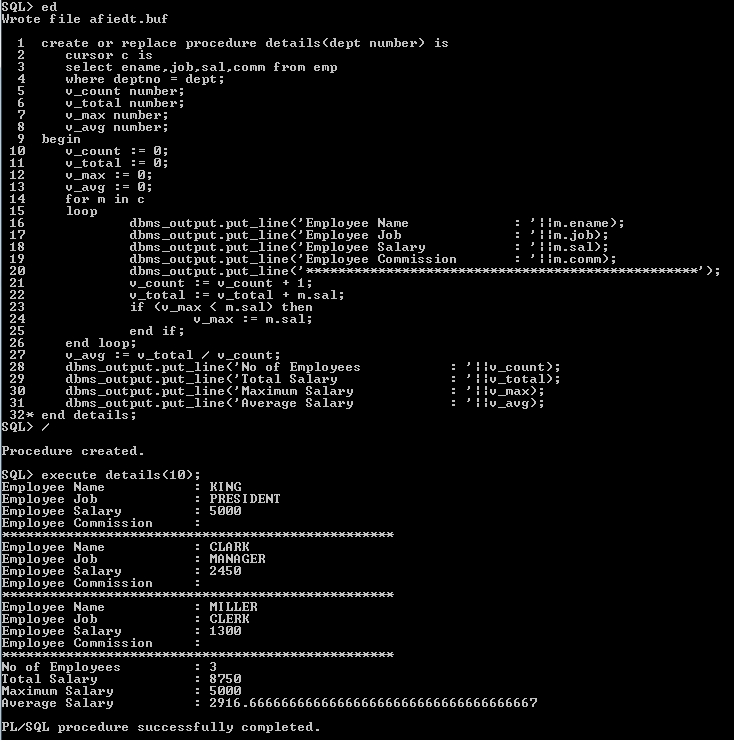 SQL> ed
Wrote file afiedt.buf
  1  create or replace procedure details(dept number) is
  2     cursor c is
  3     select ename,job,sal,comm from emp
  4     where deptno = dept;
  5     v_count number;
  6     v_total number;
  7     v_max number;
  8     v_avg number;
  9  begin
 10     v_count := 0;
 11     v_total := 0;
 12     v_max := 0;
 13     v_avg := 0;
 14     for m in c
 15     loop
 16             dbms_output.put_line('Employee Name             : '||m.ename);
 17             dbms_output.put_line('Employee Job              : '||m.job);
 18             dbms_output.put_line('Employee Salary           : '||m.sal);
 19             dbms_output.put_line('Employee Commission       : '||m.comm);
 20             dbms_output.put_line('*************************************************');
 21             v_count := v_count + 1;
 22             v_total := v_total + m.sal;
 23             if (v_max < m.sal) then
 24                     v_max := m.sal;
 25             end if;
 26     end loop;
 27     v_avg := v_total / v_count;
 28     dbms_output.put_line('No of Employees           : '||v_count);
 29     dbms_output.put_line('Total Salary              : '||v_total);
 30     dbms_output.put_line('Maximum Salary            : '||v_max);
 31     dbms_output.put_line('Average Salary            : '||v_avg);
 32* end details;
SQL> /
Procedure created.
SQL> execute details(10);
Employee Name           : KING
Employee Job            : PRESIDENT
Employee Salary         : 5000
Employee Commission     :
*************************************************
Employee Name           : CLARK
Employee Job            : MANAGER
Employee Salary         : 2450
Employee Commission     :
*************************************************
Employee Name           : MILLER
Employee Job            : CLERK
Employee Salary         : 1300
Employee Commission     :
*************************************************
No of Employees         : 3
Total Salary            : 8750
Maximum Salary          : 5000
Average Salary          : 2916.666666666666666666666666666666666667
PL/SQL procedure successfully completed.